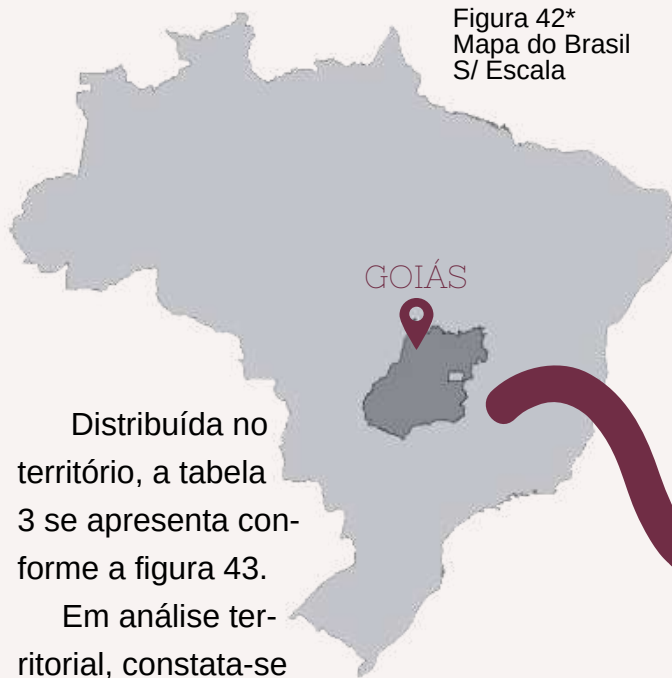 Figura 42*
Mapa do Brasil
S/ Escala
GOIÁS
Distribuída no
território, a tabela
3 se apresenta con-
forme a figura 43.
Em análise ter-
ritorial, constata-se